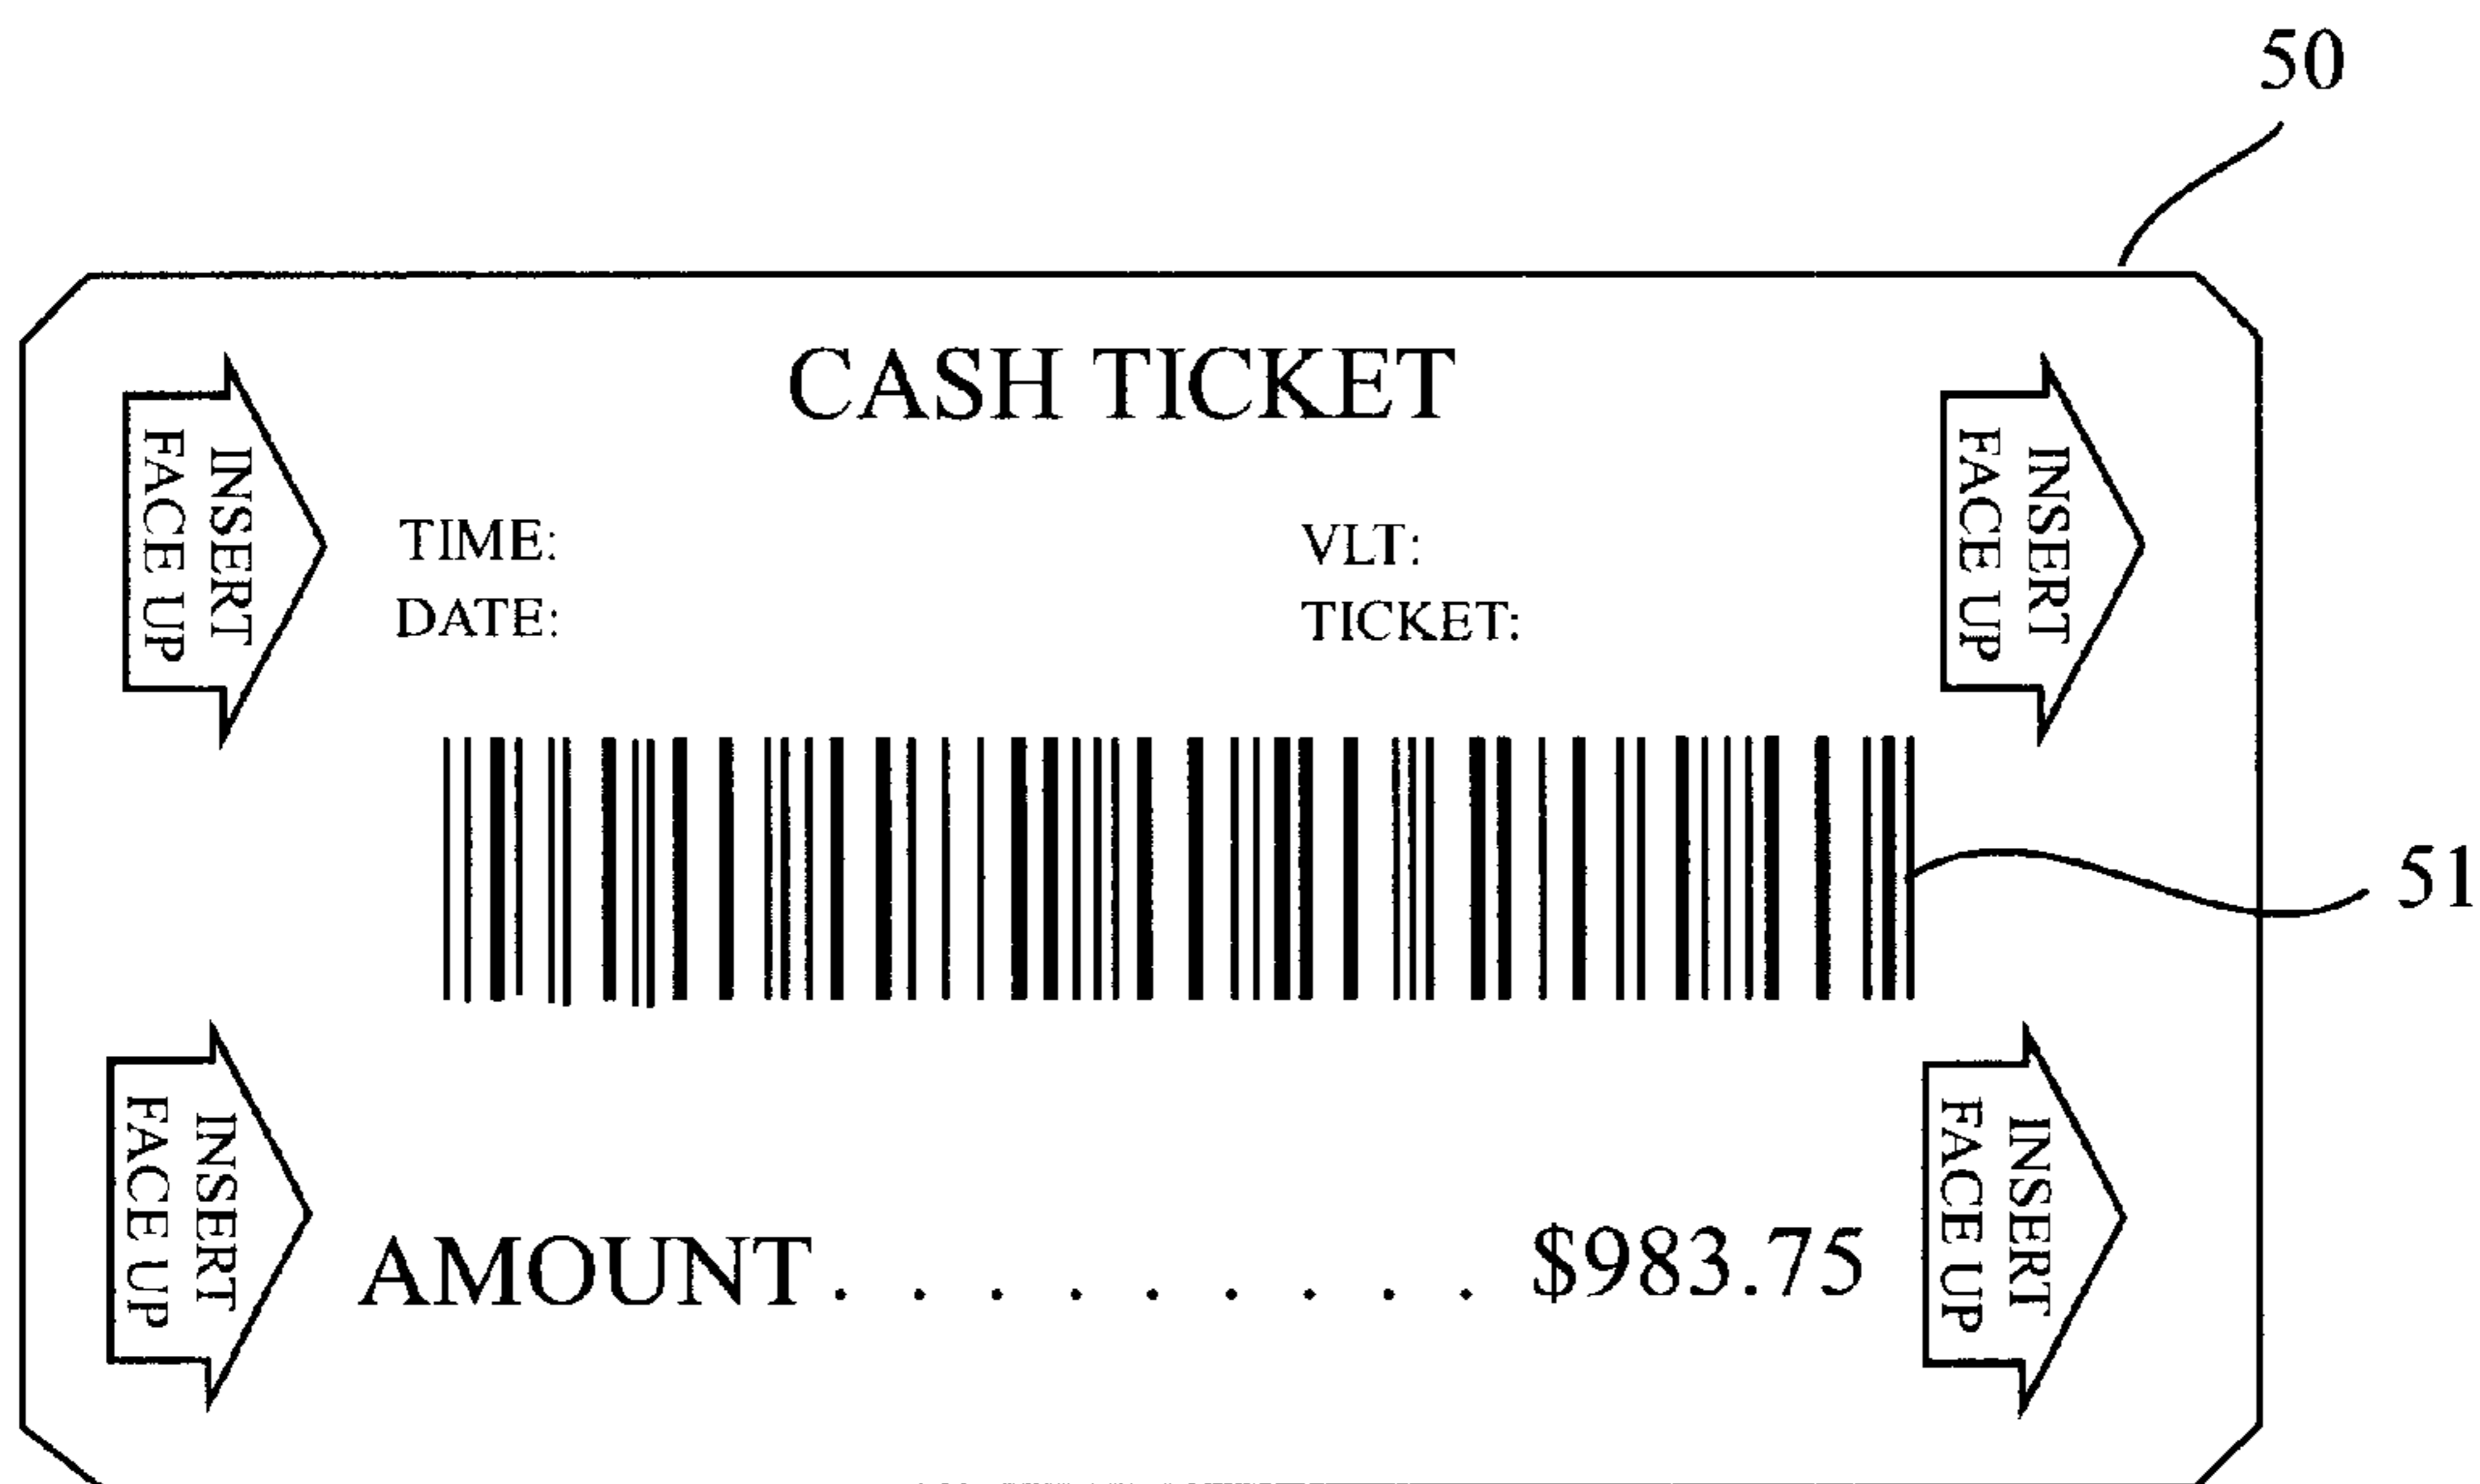 50
CASH TICKET
INSERT
FACE UP
INSERT
FACE UP
TIME:
VLT:
DATE:
TICKET:
51
INSERT
FACE UP
INSERT
FACE UP
AMOUNT . . . . . . . . . $983.75